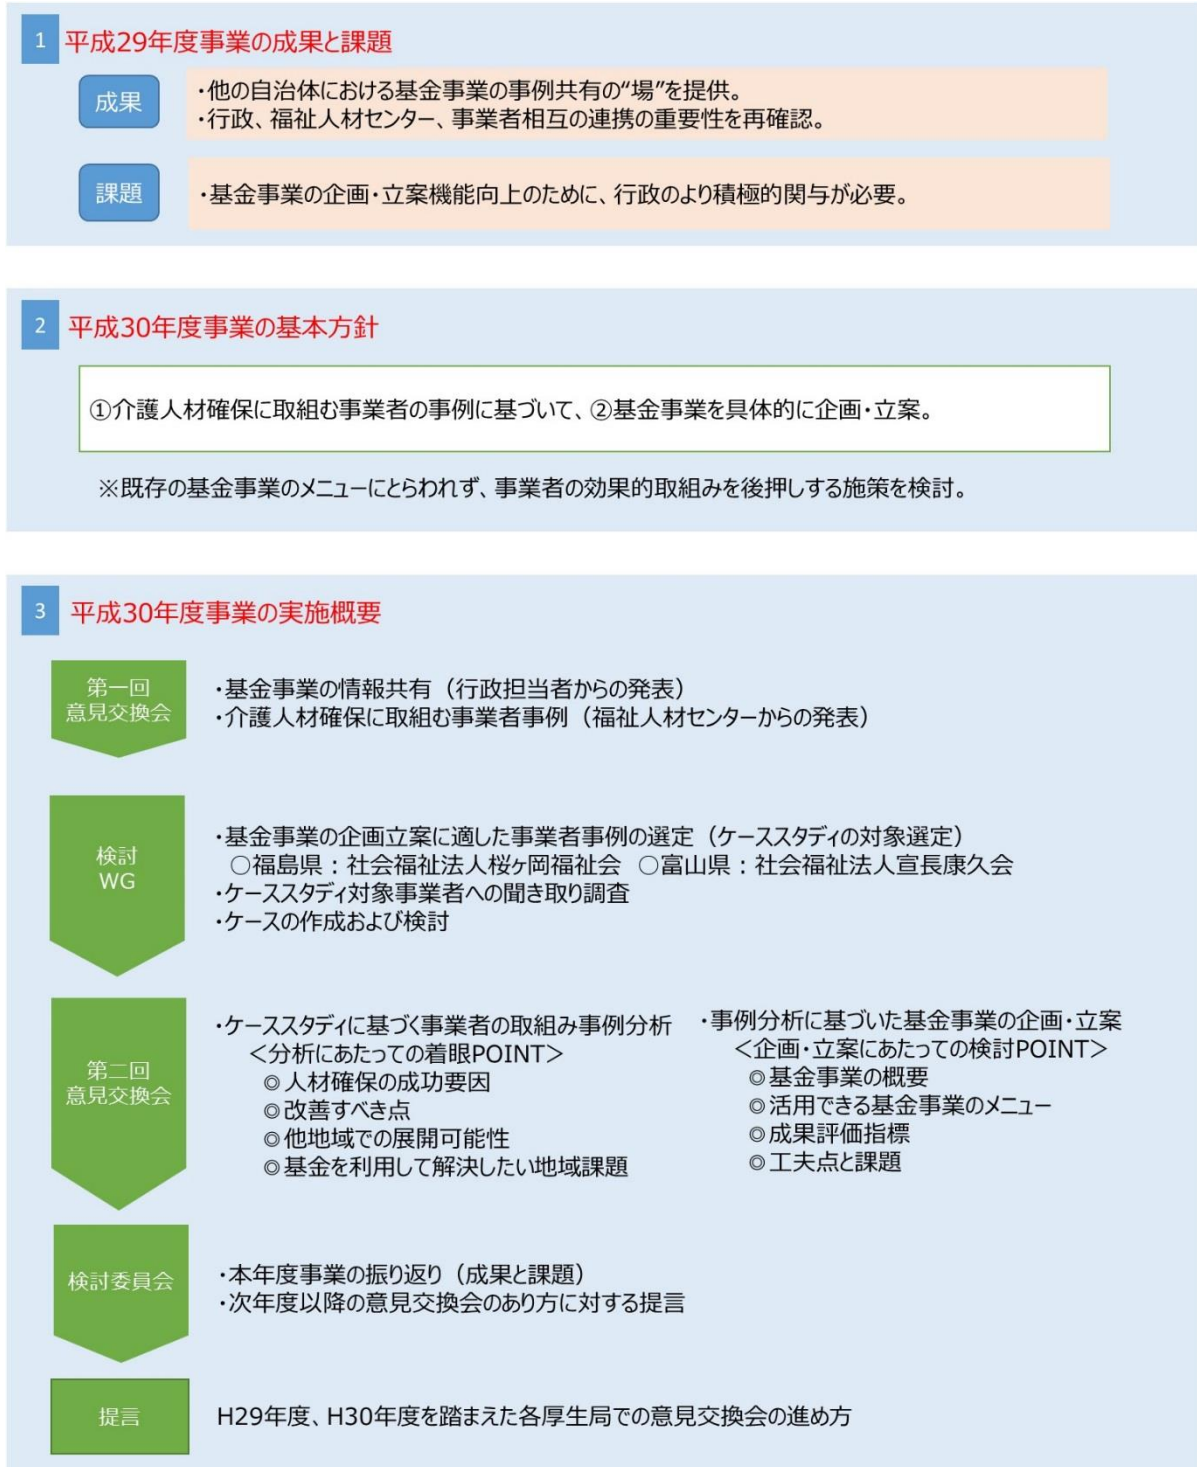 1 平成29年度事業の成果と課題
成果
・他の自治体における基金事業の事例共有の“場”を提供。
・行政、福祉人材センター、事業者相互の連携の重要性を再確認。
課題
・基金事業の企画・立案機能向上のために、行政のより積極的関与が必要。
2 平成30年度事業の基本方針
①介護人材確保に取組む事業者の事例に基づいて、②基金事業を具体的に企画・立案。
※既存の基金事業のメニューにとらわれず、事業者の効果的取組みを後押しする施策を検討。
3 平成30年度事業の実施概要
第一回
意見交換会
・基金事業の情報共有（行政担当者からの発表）
・介護人材確保に取組む事業者事例（福祉人材センターからの発表）
検討
WG
・基金事業の企画立案に適した事業者事例の選定（ケーススタディの対象選定）
○福島県：社会福祉法人桜ヶ岡福祉会 ○富山県：社会福祉法人宣長康久会
・ケーススタディ対象事業者への聞き取り調査
・ケースの作成および検討
第二回
意見交換会
・ケーススタディに基づく事業者の取組み事例分析
＜分析にあたっての着眼POINT＞
◎人材確保の成功要因
◎改善すべき点
◎他地域での展開可能性
◎基金を利用して解決したい地域課題
・事例分析に基づいた基金事業の企画・立案
＜企画・立案にあたっての検討POINT＞
◎基金事業の概要
◎活用できる基金事業のメニュー
◎成果評価指標
◎工夫点と課題
検討委員会
・本年度事業の振り返り（成果と課題）
・次年度以降の意見交換会のあり方に対する提言
提言
H29年度、H30年度を踏まえた各厚生局での意見交換会の進め方